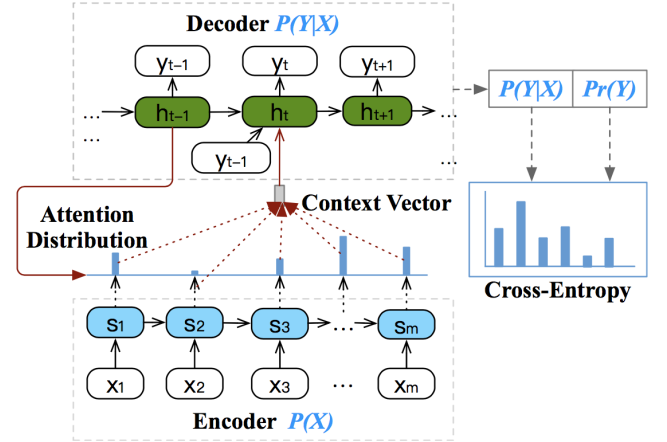 Decoder P(Y|X)
yt-1 yt yt+1
... ht-1 ht ht+1 ...
... yt-1 ...
P(Y|X) Pr(Y)
Attention
Distribution
Context Vector
Cross-Entropy
s1 s2 s3 ... sm
x1 x2 x3 ... xm
Encoder P(X)